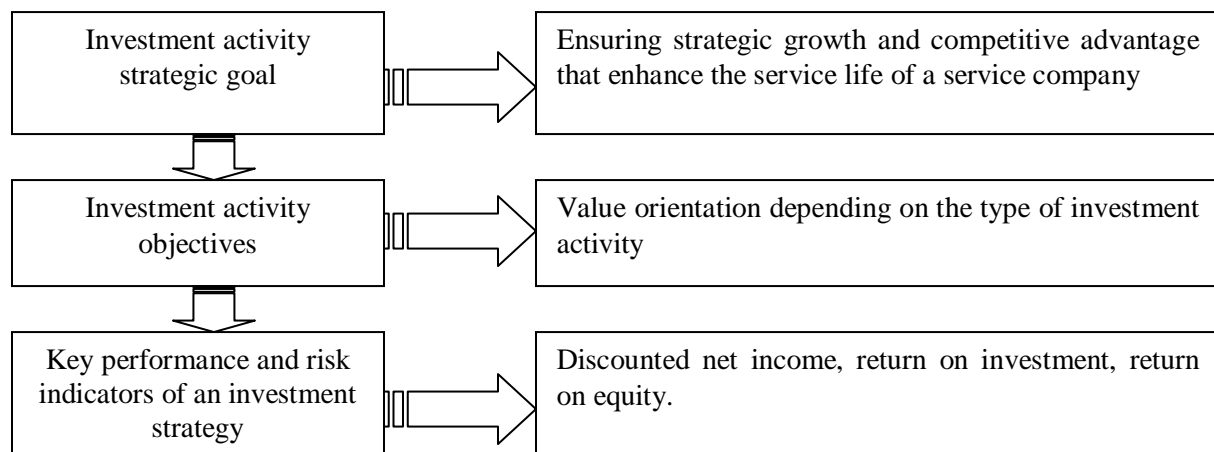 Investment activity
strategic goal
Ensuring strategic growth and competitive advantage
that enhance the service life of a service company
Investment activity
objectives
Value orientation depending on the type of investment
activity
Key performance and risk
indicators of an investment
strategy
Discounted net income, return on investment, return
on equity.